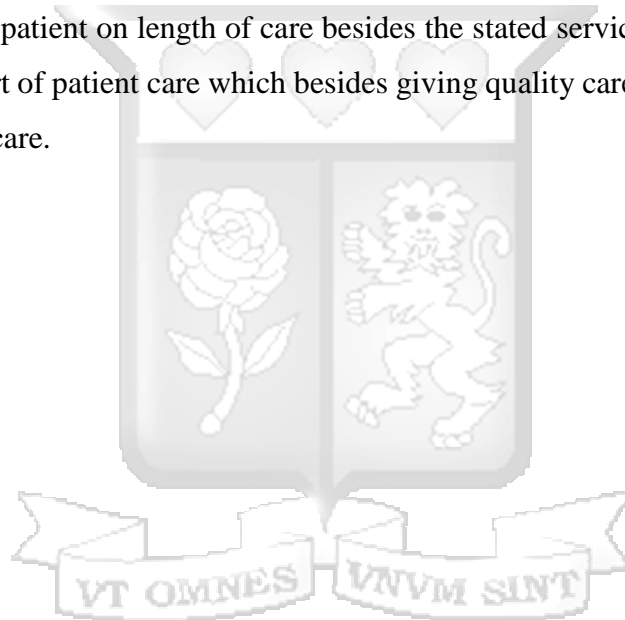 patient on length of care besides the stated servic
rt of patient care which besides giving quality care
care.
VT OMNES VNVM SINT